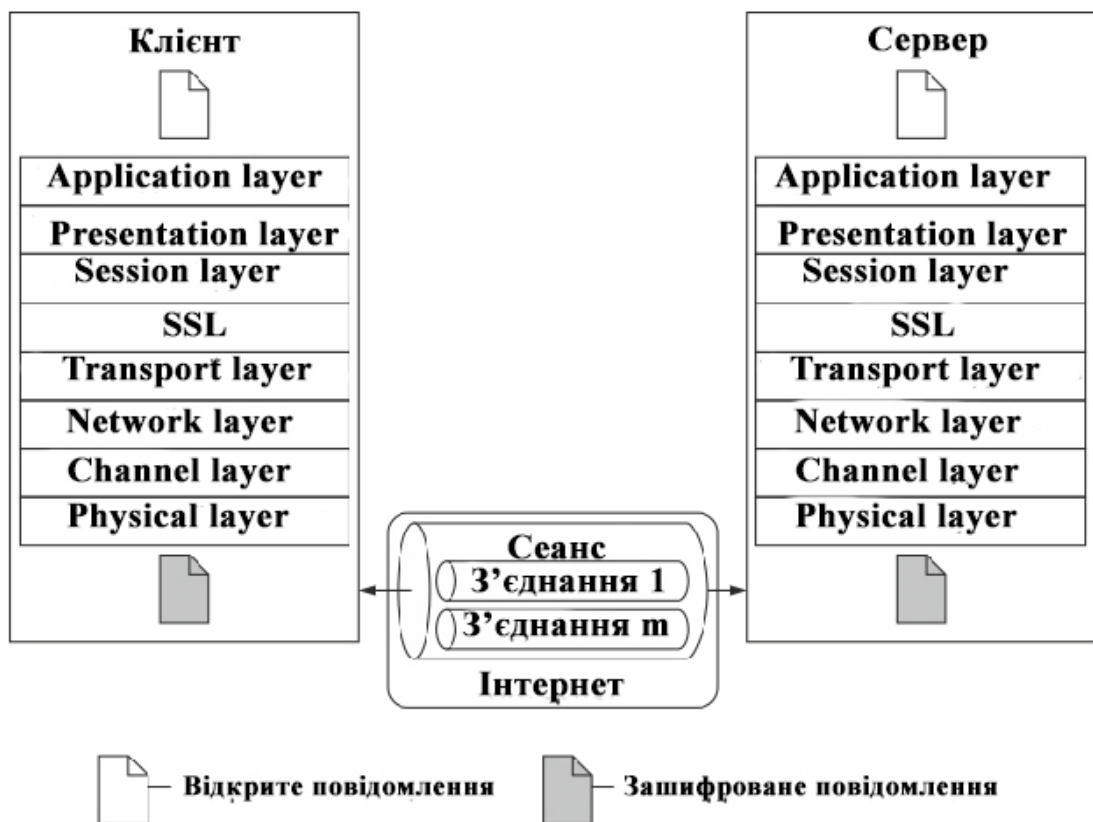 Клієнт
Application layer
Presentation layer
Session layer
SSL
Transport layer
Network layer
Channel layer
Physical layer
Сервер
Application layer
Presentation layer
Session layer
SSL
Transport layer
Network layer
Channel layer
Physical layer
Сеанс
З’єднання 1
З’єднання m
Інтернет
Відкрите повідомлення
Зашифроване повідомлення